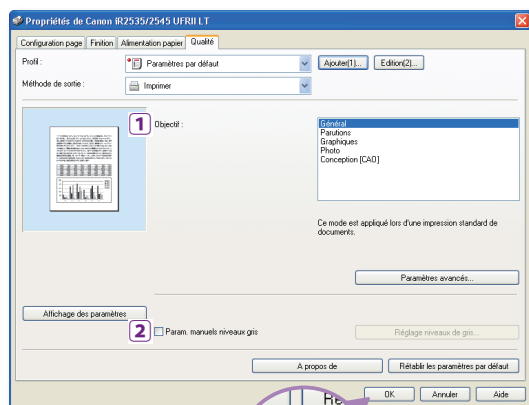 Propriétés de Canon iR2535/2545 UFRII LT
Configuration page Finition Alimentation papier Qualité
Profil : Paramètres par défaut Ajouter(1)... Edition(2)...
Méthode de sortie : Imprimer
1 Objectif : Général
Parutions
Graphiques
Photo
Conception [CAO]
Ce mode est appliqué lors d'une impression standard de
documents.
Paramètres avancés...
Affichage des paramètres
2 Param. manuels niveaux gris Réglage niveaux de gris...
A propos de Rétablir les paramètres par défaut
OK Annuler Aide